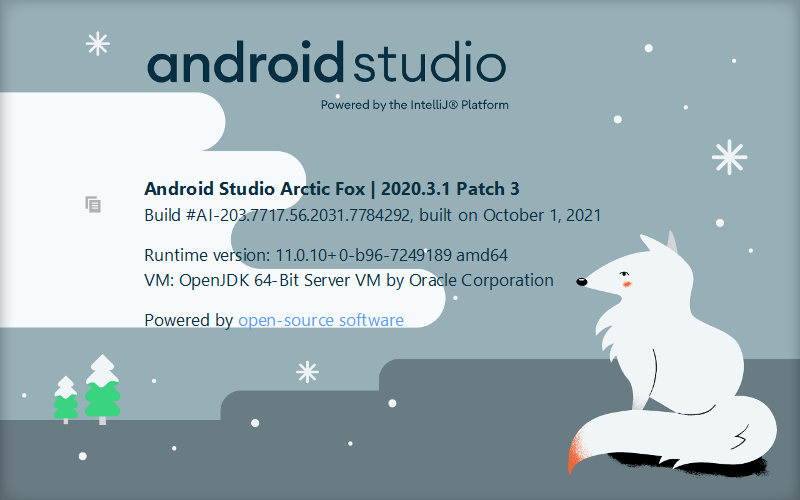 android studio
Powered by the IntelliJ® Platform
Android Studio Arctic Fox | 2020.3.1 Patch 3
Build #AI-203.7717.56.2031.7784292, built on October 1, 2021
Runtime version: 11.0.10+0-b96-7249189 amd64
VM: OpenJDK 64-Bit Server VM by Oracle Corporation
Powered by open-source software